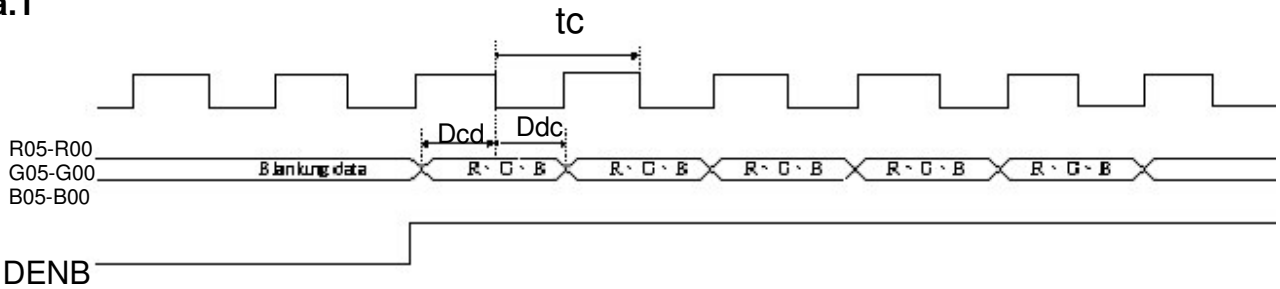 a.1
tc
Dcd Ddc
R05-R00
G05-G00
B05-B00
Blankung data R、G、B R、G、B R、G、B R、G、B R、G、B
DENB